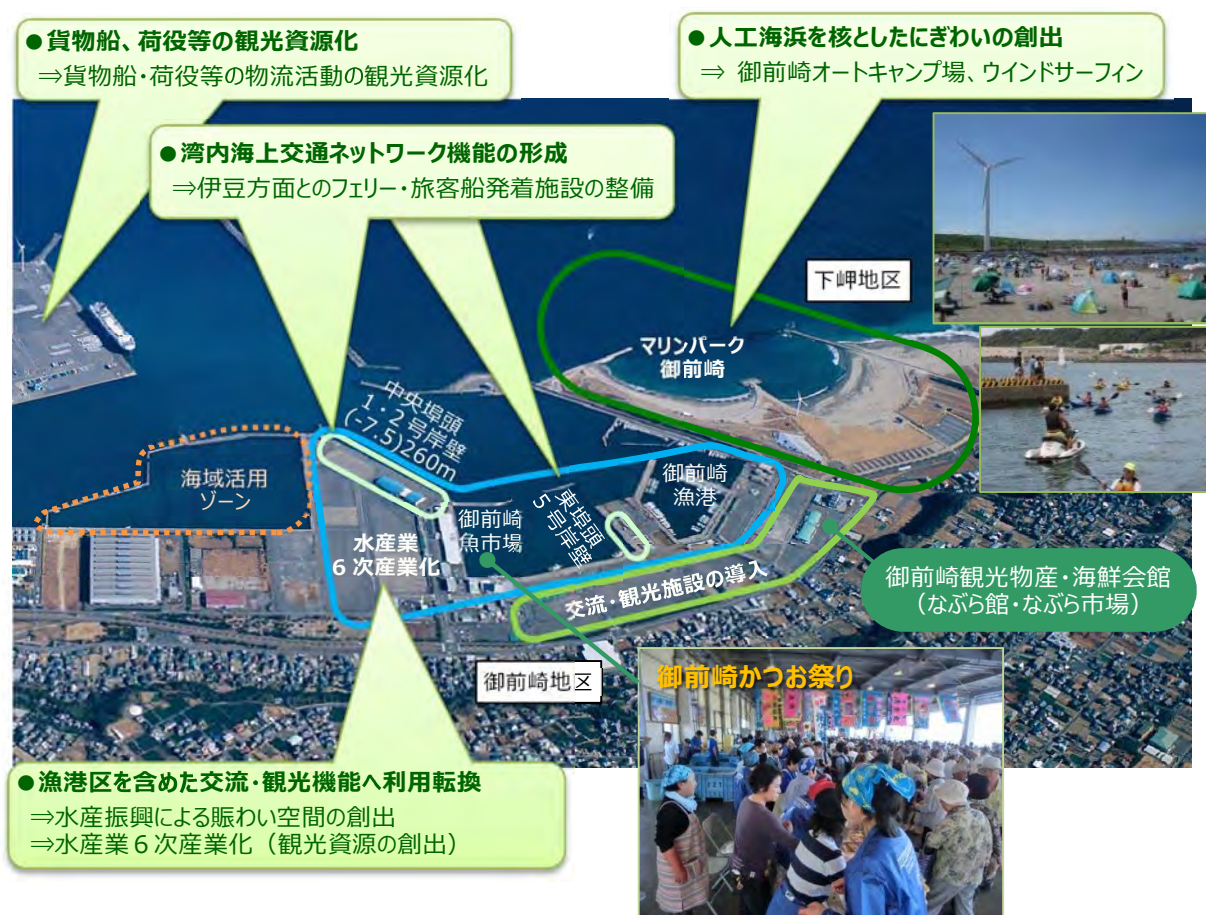 ●貨物船、荷役等の観光資源化
⇒貨物船・荷役等の物流活動の観光資源化
●人工海浜を核としたにぎわいの創出
⇒ 御前崎オートキャンプ場、ウインドサーフィン
●湾内海上交通ネットワーク機能の形成
⇒伊豆方面とのフェリー・旅客船発着施設の整備
下岬地区
マリンパーク
御前崎
中央埠頭
1・2号岸壁
(-7.5)260m
海域活用
ゾーン
御前崎
漁港
東埠頭
5号岸壁
御前崎
魚市場
水産業
6次産業化
交流・観光施設の導入
御前崎観光物産・海鮮会館
（なぶら館・なぶら市場）
御前崎地区
御前崎かつお祭り
●漁港区を含めた交流・観光機能へ利用転換
⇒水産振興による賑わい空間の創出
⇒水産業6次産業化（観光資源の創出）